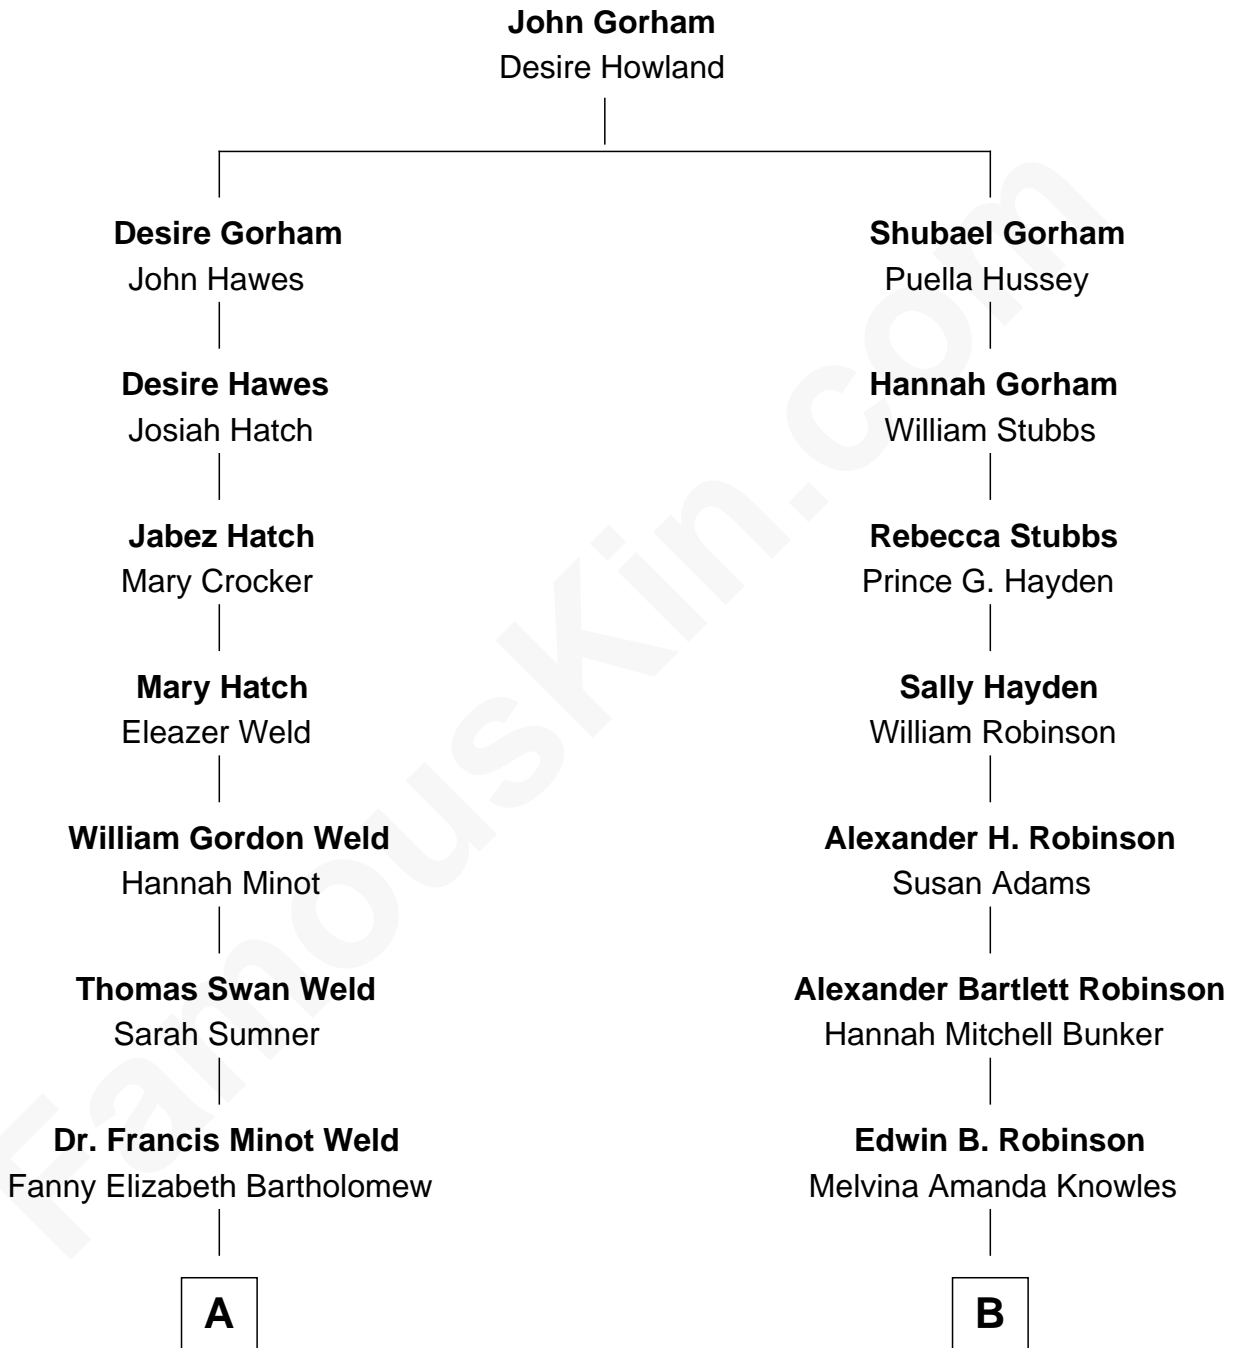 John Gorham
Desire Howland
Desire Gorham
John Hawes
Shubael Gorham
Puella Hussey
Desire Hawes
Josiah Hatch
Hannah Gorham
William Stubbs
Jabez Hatch
Mary Crocker
Rebecca Stubbs
Prince G. Hayden
Mary Hatch
Eleazer Weld
Sally Hayden
William Robinson
William Gordon Weld
Hannah Minot
Alexander H. Robinson
Susan Adams
Thomas Swan Weld
Sarah Sumner
Alexander Bartlett Robinson
Hannah Mitchell Bunker
Dr. Francis Minot Weld
Fanny Elizabeth Bartholomew
Edwin B. Robinson
Melvina Amanda Knowles
A
B
FamousKin.com